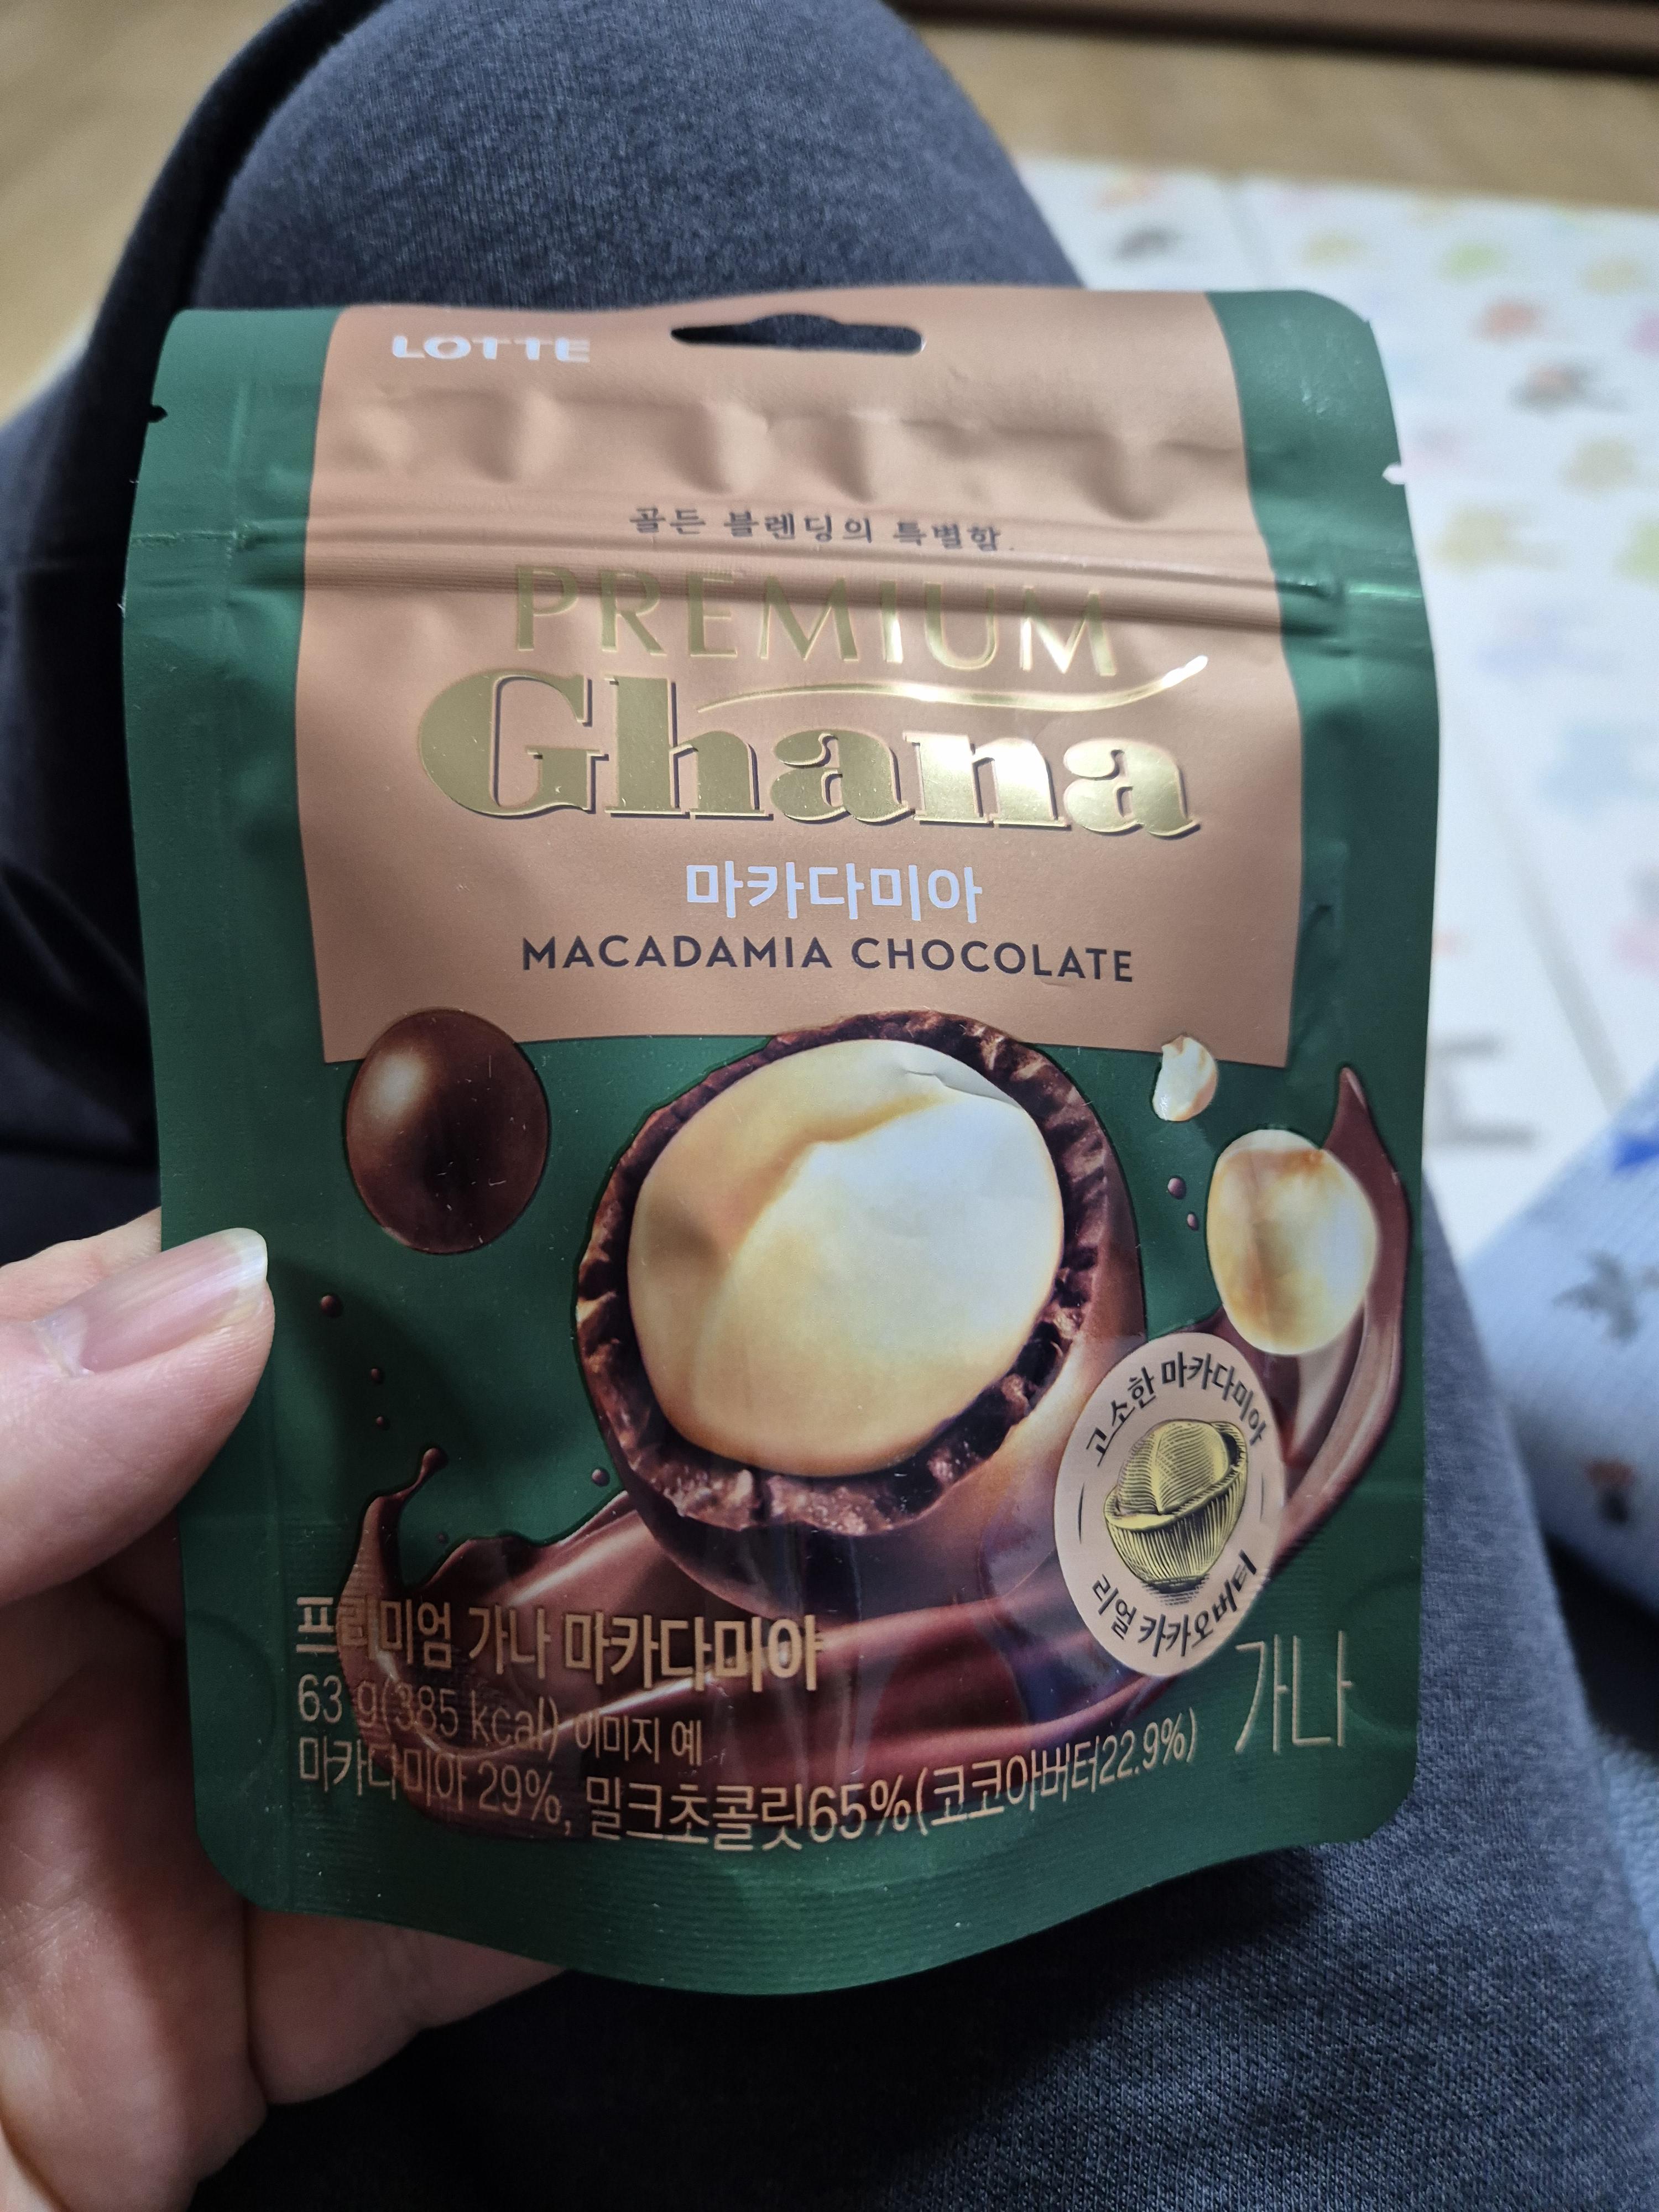 LOTTE
골든 블렌딩의 특별함
PREMIUM
Ghana
마카다미아
MACADAMIA CHOCOLATE
고소한 마카다미아
리얼 카카오버터
프리미엄 가나 마카다미아
63 g(385 kcal) 이미지 예
마카다미아 29%, 밀크초콜릿65%(코코아버터22.9%)
가나